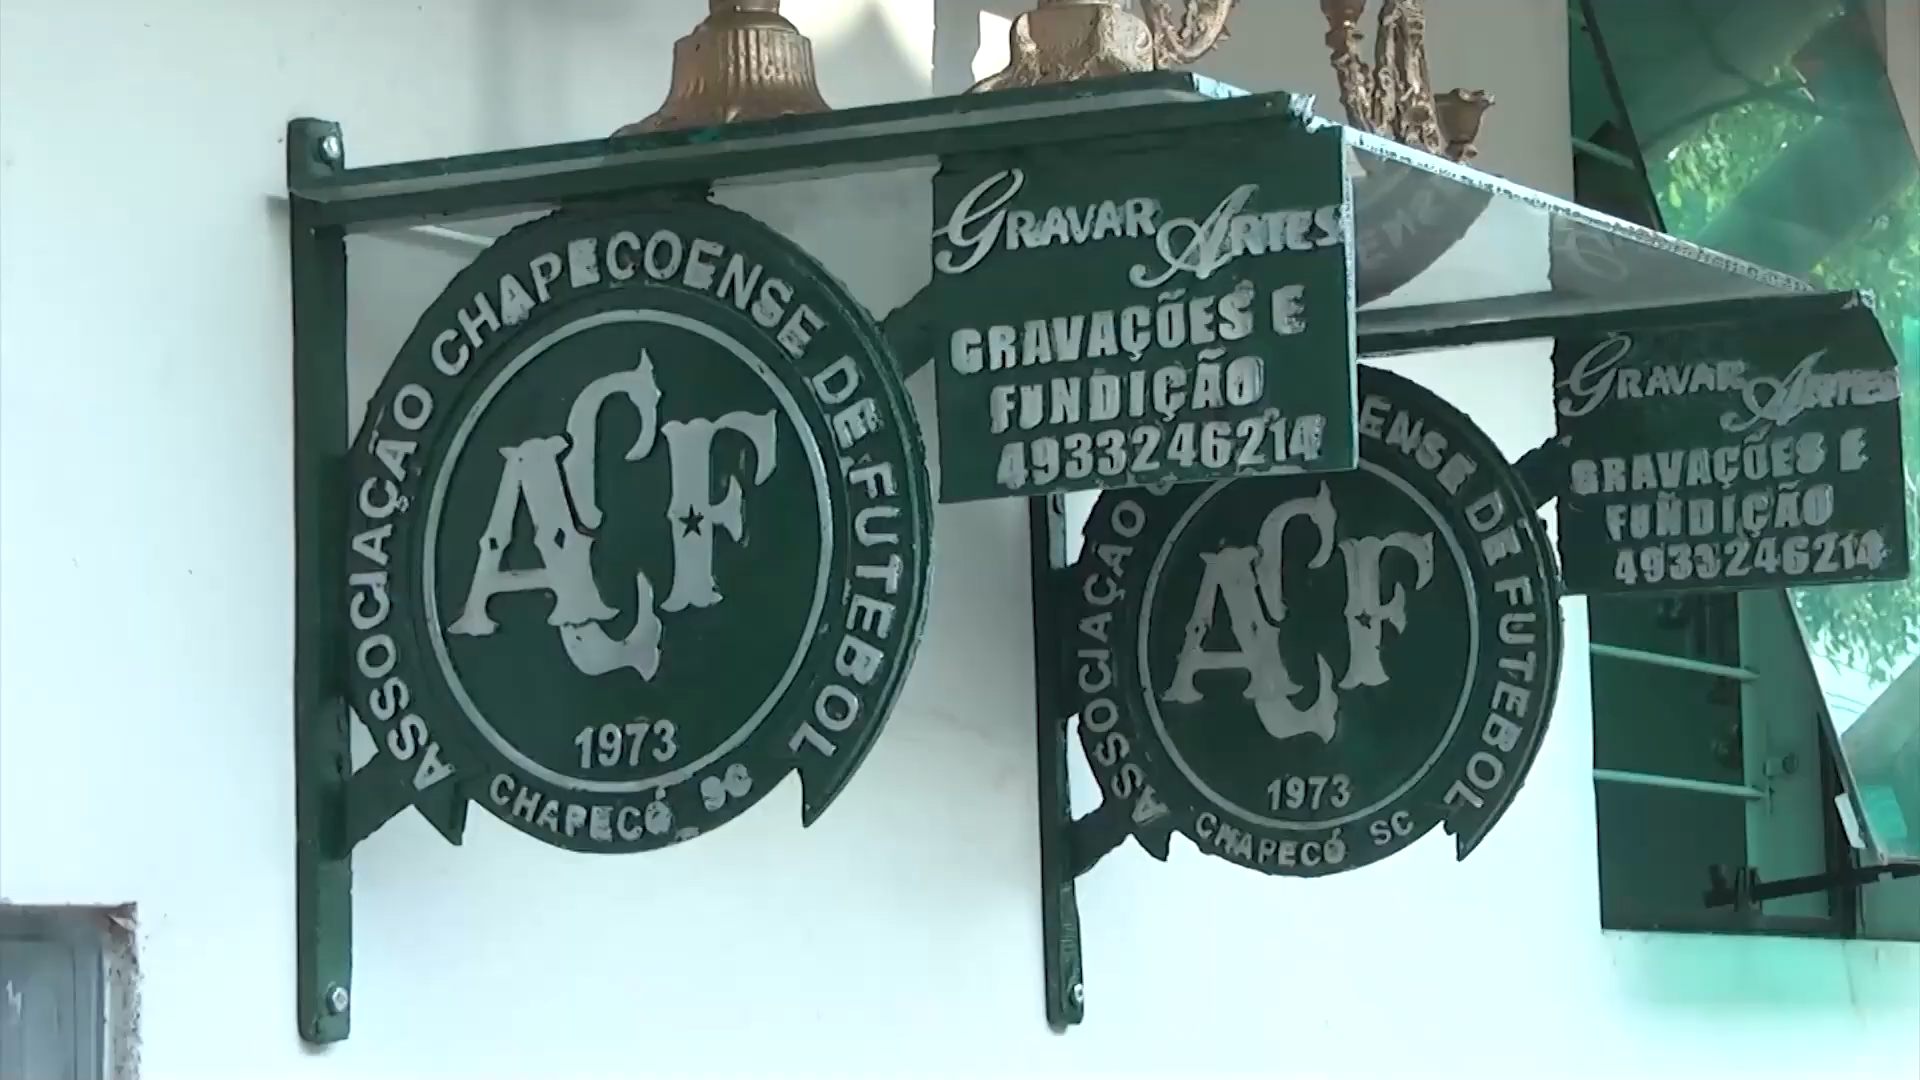 ASSOCIAÇÃO CHAPECOENSE DE FUTEBOL
ACF
1973
CHAPECÓ SC
GRAVAR ARTES
GRAVAÇÕES E
FUNDIÇÃO
4933246214
ASSOCIAÇÃO
ENSE DE FUTEBOL
ACF
1973
CHAPECÓ SC
GRAVAR ARTES
GRAVAÇÕES E
FUNDIÇÃO
4933246214